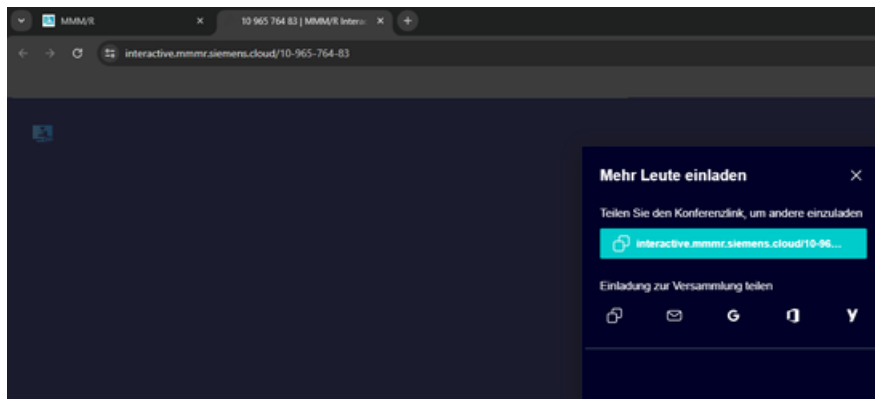 MMM/R
10 965 764 83 | MMM/R Intera
interactive.mmmr.siemens.cloud/10-965-764-83
Mehr Leute einladen
Teilen Sie den Konferenzlink, um andere einzuladen
interactive.mmmr.siemens.cloud/10-96...
Einladung zur Versammlung teilen